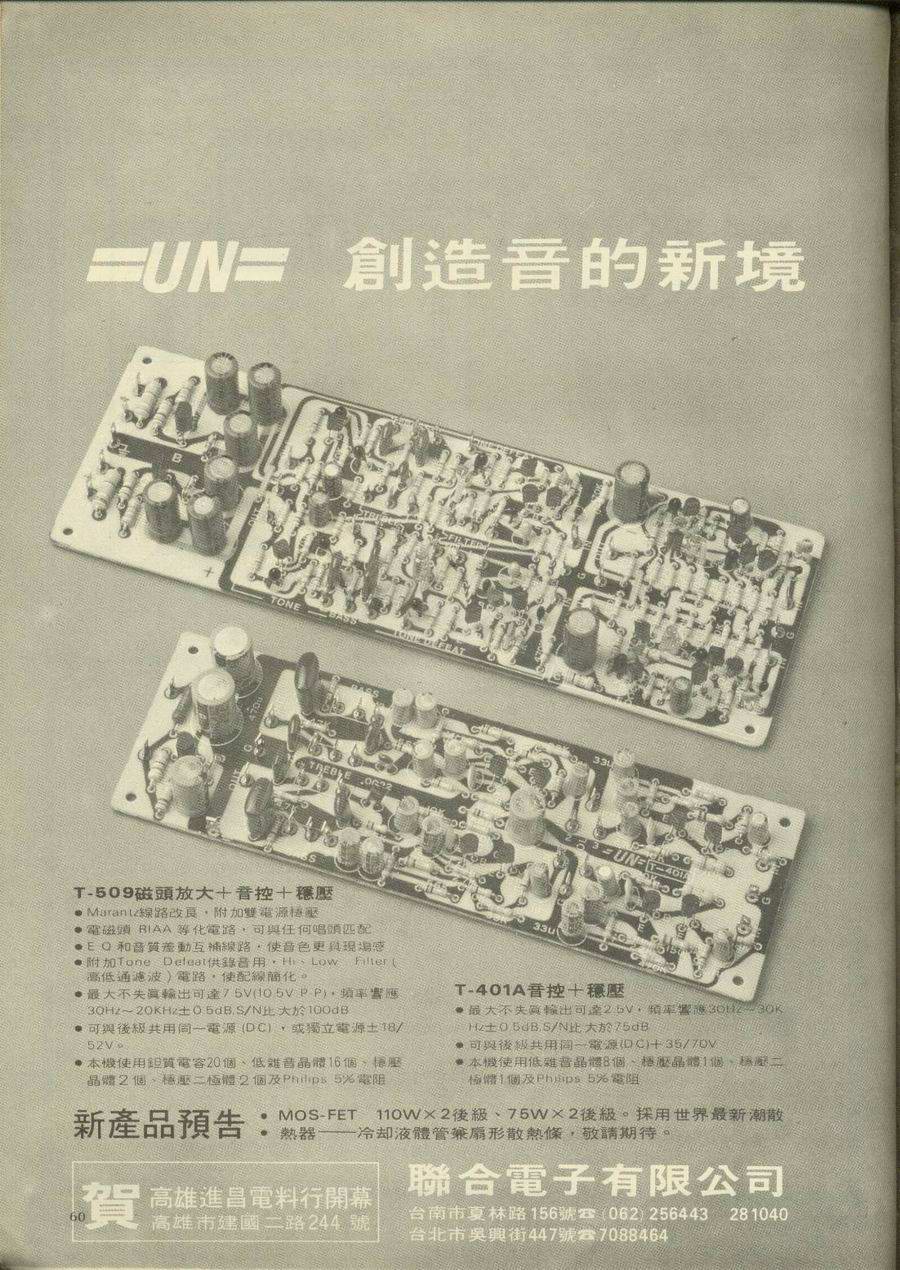 =UN= 創造音的新境
B
+
TONE
BASS
FILTER
TONE DEFEAT
BASS
TREBLE
.0022
33U
=UN=
T-401A
33U
OUT
G
T-509磁頭放大＋音控＋穩壓
●Marantz線路改良，附加雙電源穩壓
●電磁頭 RIAA 等化電路，可與任何唱頭匹配
●E Q 和音質差動互補線路，使音色更具現場感
●附加Tone Defeat供錄音用，Hi、Low Filter(
高低通濾波）電路，使配線簡化。
●最大不失眞輸出可達7.5V(10.5V P-P)，頻率響應
30Hz～20KHz±0.5dB.S/N比大於100dB
●可與後級共用同一電源(DC)，或獨立電源±18/
52V。
●本機使用鉭質電容20個、低雜音晶體16個、穩壓
晶體2個、穩壓二極體2個及Philips 5%電阻
T-401A音控＋穩壓
●最大不失眞輸出可達2.5V，頻率響應30Hz～30K
Hz±0.5dB.S/N比大於75dB
●可與後級共用同一電源(DC)＋35/70V
●本機使用低雜音晶體8個、穩壓晶體1個、穩壓二
極體1個及Philips 5%電阻
新產品預告
• MOS-FET 110W×2後級、75W×2後級。採用世界最新潮散
• 熱器——冷却液體管兼扇形散熱條，敬請期待。
賀
高雄進昌電料行開幕
高雄市建國二路244 號
60
聯合電子有限公司
台南市夏林路156號☎(062)256443 281040
台北市吳興街447號☎7088464